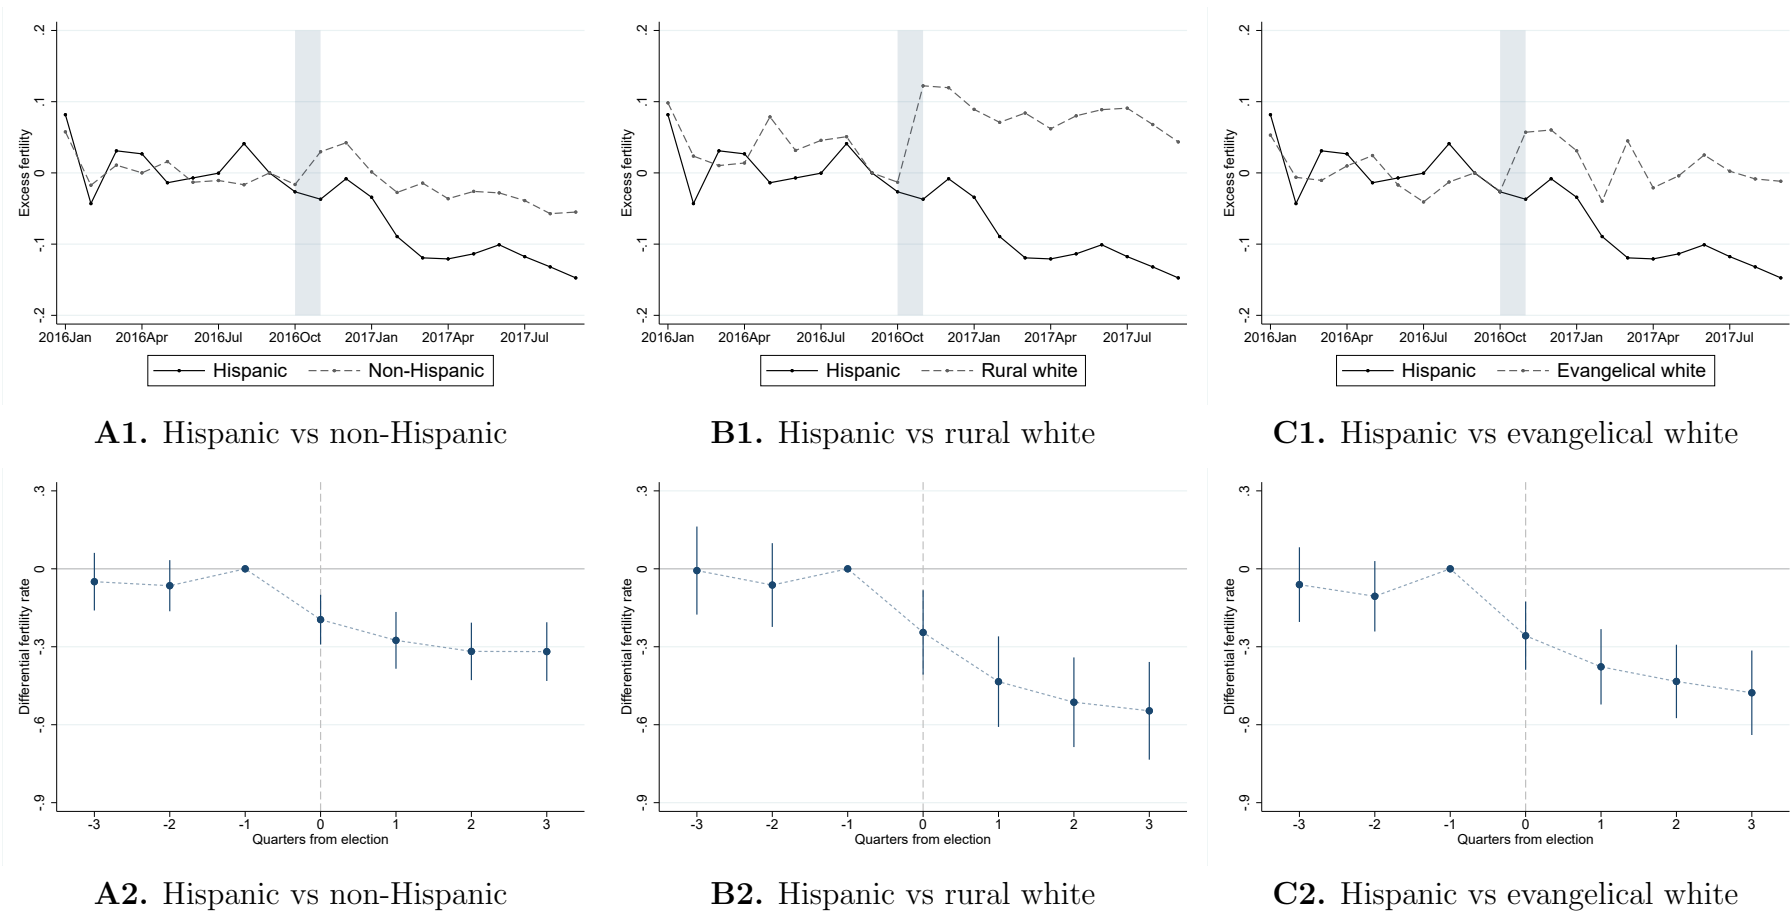 .2
.1
0
-.1
-.2
Excess fertility
2016Jan 2016Apr 2016Jul 2016Oct 2017Jan 2017Apr 2017Jul
Hispanic Non-Hispanic
A1. Hispanic vs non-Hispanic
.2
.1
0
-.1
-.2
Excess fertility
2016Jan 2016Apr 2016Jul 2016Oct 2017Jan 2017Apr 2017Jul
Hispanic Rural white
B1. Hispanic vs rural white
.2
.1
0
-.1
-.2
Excess fertility
2016Jan 2016Apr 2016Jul 2016Oct 2017Jan 2017Apr 2017Jul
Hispanic Evangelical white
C1. Hispanic vs evangelical white
.3
0
-.3
-.6
-.9
Differential fertility rate
-3 -2 -1 0 1 2 3
Quarters from election
A2. Hispanic vs non-Hispanic
.3
0
-.3
-.6
-.9
Differential fertility rate
-3 -2 -1 0 1 2 3
Quarters from election
B2. Hispanic vs rural white
.3
0
-.3
-.6
-.9
Differential fertility rate
-3 -2 -1 0 1 2 3
Quarters from election
C2. Hispanic vs evangelical white